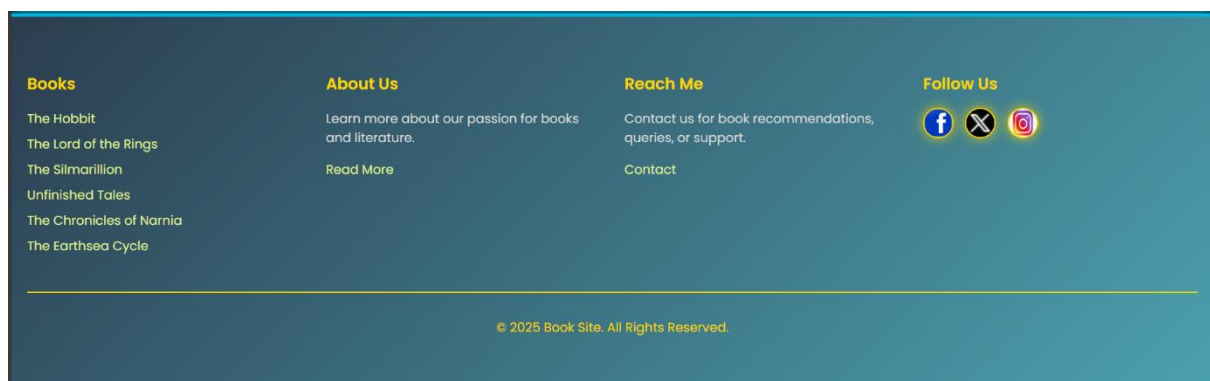 Books
The Hobbit
The Lord of the Rings
The Silmarillion
Unfinished Tales
The Chronicles of Narnia
The Earthsea Cycle
About Us
Learn more about our passion for books
and literature.
Read More
Reach Me
Contact us for book recommendations,
queries, or support.
Contact
Follow Us
© 2025 Book Site. All Rights Reserved.